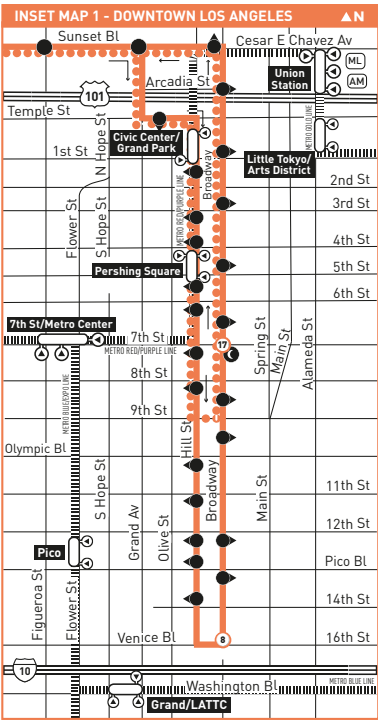 INSET MAP 1 - DOWNTOWN LOS ANGELES
▲N
Sunset Bl
Cesar E Chavez Av
Union
Station
ML
AM
Arcadia St
101
Temple St
Civic Center/
Grand Park
METRO GOLD LINE
1st St
N Hope St
Little Tokyo/
Arts District
Broadway
METRO RED/PURPLE LINE
2nd St
3rd St
Flower St
S Hope St
4th St
Pershing Square
5th St
6th St
7th St/Metro Center
7th St
METRO RED/PURPLE LINE
17
Spring St
Main St
Alameda St
8th St
METRO BLUE/EXPO LINE
9th St
Hill St
Olympic Bl
S Hope St
Grand Av
Olive St
Broadway
Main St
11th St
12th St
Pico
Pico Bl
Figueroa St
Flower St
14th St
Venice Bl
8
16th St
10
METRO BLUE LINE
Washington Bl
Grand/LATTC